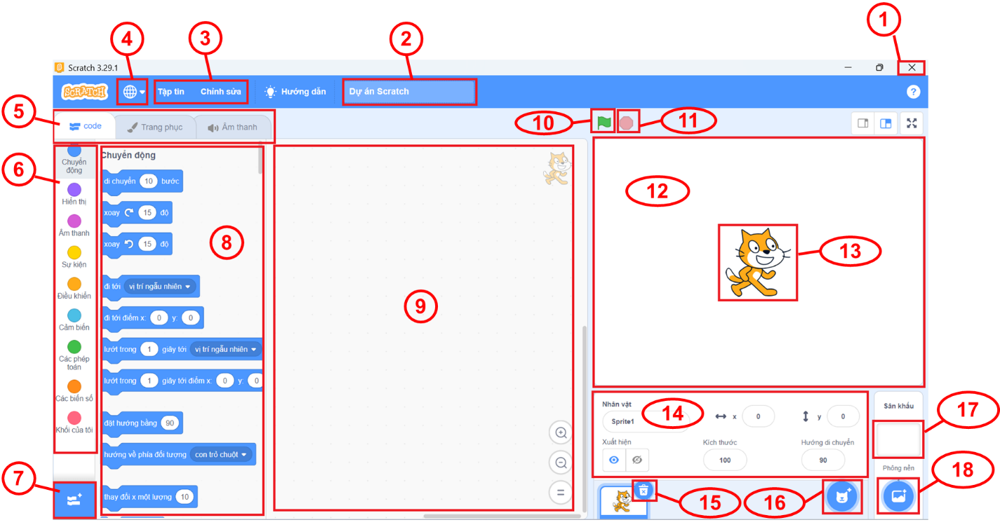 1
4
3
2
Scratch 3.29.1
SCRATCH
Tập tin
Chỉnh sửa
Hướng dẫn
Dự án Scratch
?
5
code
Trang phục
Âm thanh
10
11
6
Chuyển
động
Hiển thị
Âm thanh
Sự kiện
Điều khiển
Cảm biến
Các phép
toán
Các biến số
Khối của tôi
7
Chuyển động
di chuyển 10 bước
xoay 15 độ
xoay 15 độ
8
đi tới vị trí ngẫu nhiên
đi tới điểm x: 0 y: 0
lướt trong 1 giây tới vị trí ngẫu nhiên
lướt trong 1 giây tới điểm x: 0 y: 0
đặt hướng bằng 90
hướng về phía đối tượng con trỏ chuột
thay đổi x một lượng 10
9
12
13
Nhân vật
14
Sprite1
x 0
y 0
Xuất hiện
Kích thước
100
Hướng di chuyển
90
15
16
Sân khấu
17
Phông nền
18